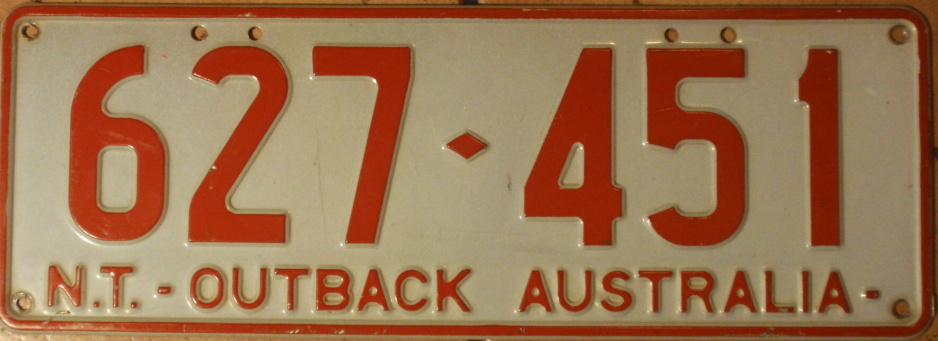 627♦451
N.T. - OUTBACK AUSTRALIA -